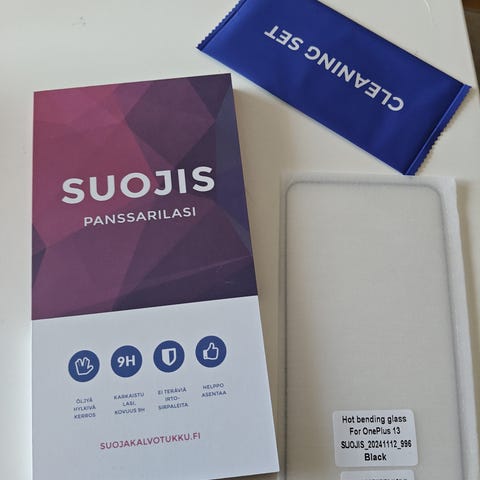 CLEANING SET
SUOJIS
PANSSARILASI
9H
ÖLJYÄ
HYLKIVÄ
KERROS
KARKAISTU
LASI,
KOVUUS 9H
EI TERÄVIÄ
IRTO-
SIRPALEITA
HELPPO
ASENTAA
SUOJAKALVOTUKKU.FI
Hot bending glass
For OnePlus 13
SUOJIS_20241112_996
Black